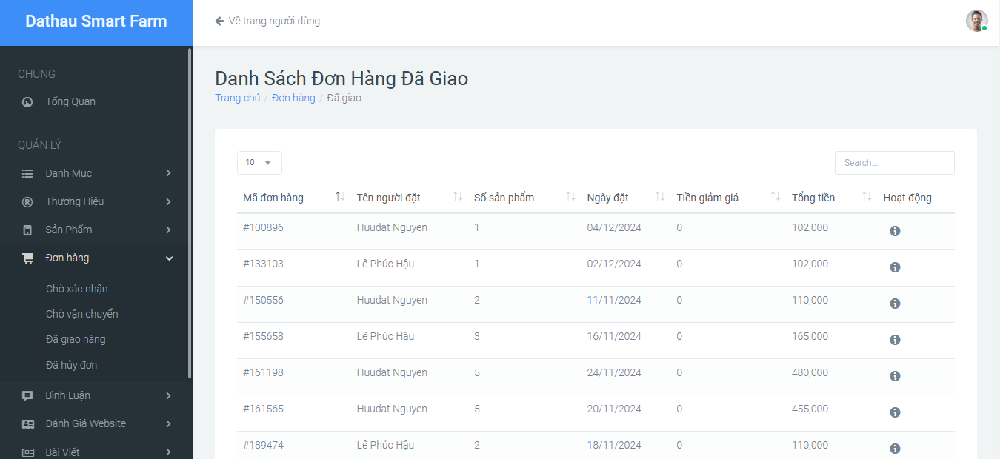 Dathau Smart Farm
Về trang người dùng
CHUNG
Tổng Quan
QUẢN LÝ
Danh Mục
Thương Hiệu
Sản Phẩm
Đơn hàng
Chờ xác nhận
Chờ vận chuyển
Đã giao hàng
Đã hủy đơn
Bình Luận
Đánh Giá Website
Bài Viết
Danh Sách Đơn Hàng Đã Giao
Trang chủ / Đơn hàng / Đã giao
10 Search...
Mã đơn hàng Tên người đặt Số sản phẩm Ngày đặt Tiền giảm giá Tổng tiền Hoạt động
#100896 Huudat Nguyen 1 04/12/2024 0 102,000
#133103 Lê Phúc Hậu 1 02/12/2024 0 102,000
#150556 Huudat Nguyen 2 11/11/2024 0 110,000
#155658 Lê Phúc Hậu 3 16/11/2024 0 165,000
#161198 Huudat Nguyen 5 24/11/2024 0 480,000
#161565 Huudat Nguyen 5 20/11/2024 0 455,000
#189474 Lê Phúc Hậu 2 18/11/2024 0 110,000